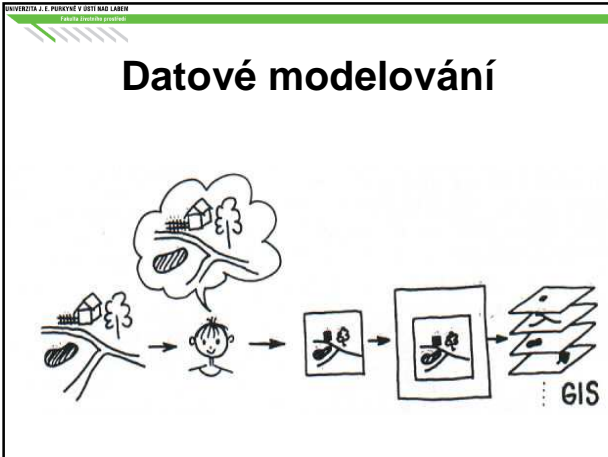 UNIVERZITA J. E. PURKYNĚ V ÚSTÍ NAD LABEM
Fakulta životního prostředí
Datové modelování
GIS